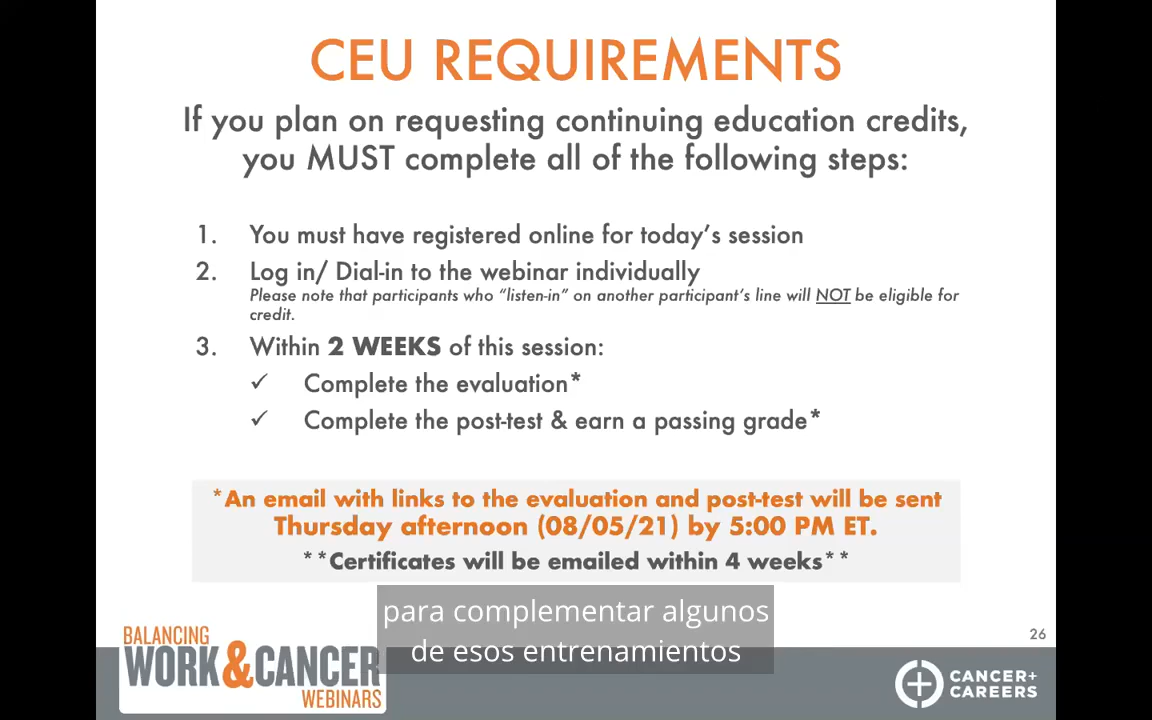 CEU REQUIREMENTS
If you plan on requesting continuing education credits,
you MUST complete all of the following steps:
1. You must have registered online for today's session
2. Log in/ Dial-in to the webinar individually
Please note that participants who "listen-in" on another participant's line will NOT be eligible for
credit.
3. Within 2 WEEKS of this session:
✓ Complete the evaluation*
✓ Complete the post-test & earn a passing grade*
*An email with links to the evaluation and post-test will be sent
Thursday afternoon (08/05/21) by 5:00 PM ET.
**Certificates will be emailed within 4 weeks**
para complementar algunos
de esos entrenamientos
26
BALANCING
WORK&CANCER
WEBINARS
CANCER+
CAREERS